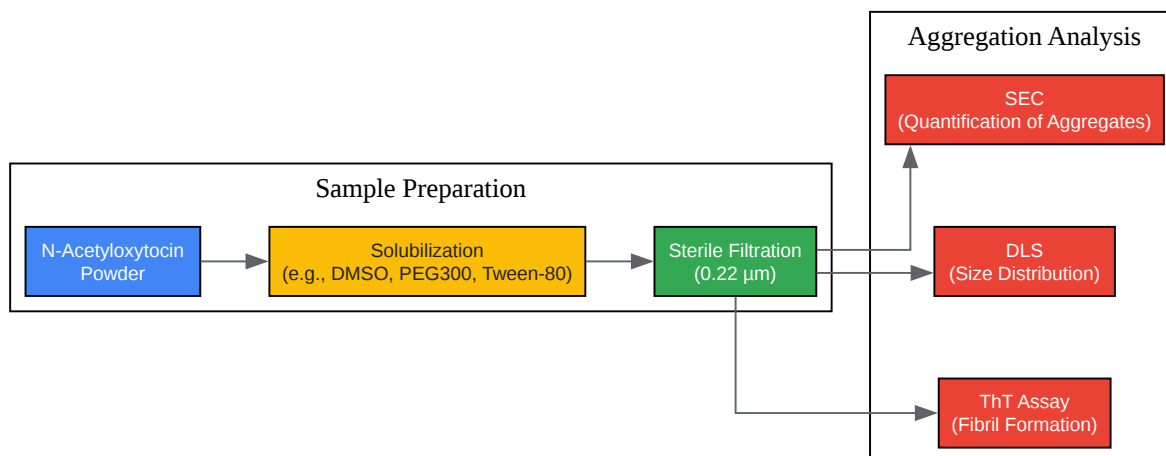 Aggregation Analysis
SEC
(Quantification of Aggregates)
Sample Preparation
N-Acetyloxytocin
Powder
Solubilization
(e.g., DMSO, PEG300, Tween-80)
Sterile Filtration
(0.22 µm)
DLS
(Size Distribution)
ThT Assay
(Fibril Formation)